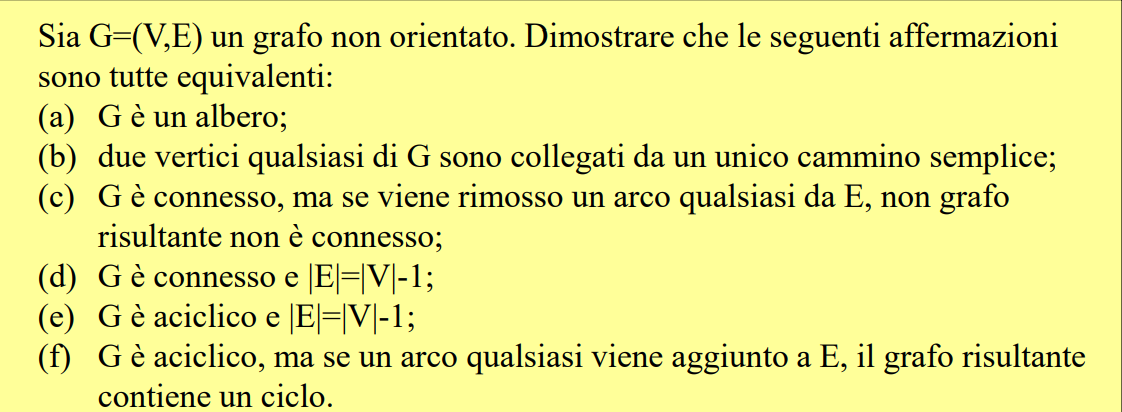 Sia G=(V,E) un grafo non orientato. Dimostrare che le seguenti affermazioni
sono tutte equivalenti:
(a) G è un albero;
(b) due vertici qualsiasi di G sono collegati da un unico cammino semplice;
(c) G è connesso, ma se viene rimosso un arco qualsiasi da E, non grafo
risultante non è connesso;
(d) G è connesso e |E|=|V|-1;
(e) G è aciclico e |E|=|V|-1;
(f) G è aciclico, ma se un arco qualsiasi viene aggiunto a E, il grafo risultante
contiene un ciclo.